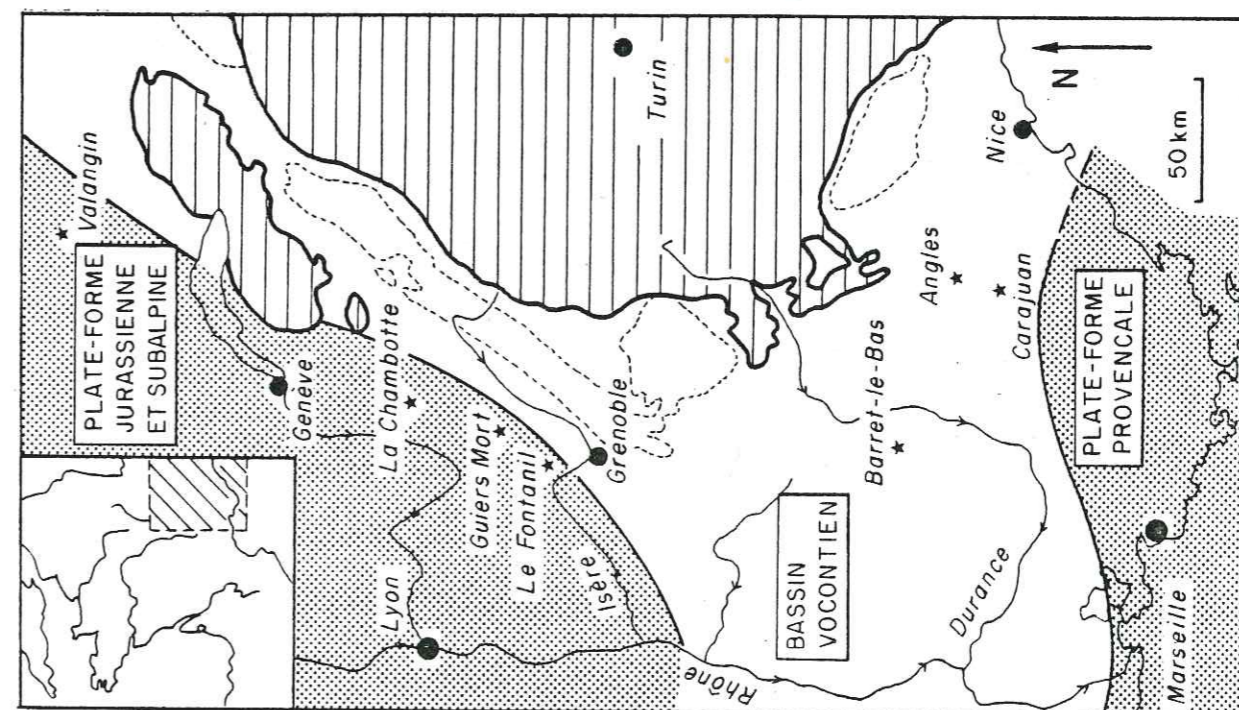 PLATE-FORME
JURASSIENNE
ET SUBALPINE
Valangin
Genève
La Chambotte
Guiers Mort
Le Fontanil
Lyon
Isère
Grenoble
Turin
Rhône
BASSIN
VOCONTIEN
Barret-le-Bas
Durance
Angles
Carajuan
Nice
N
50 km
PLATE-FORME
PROVENCALE
Marseille